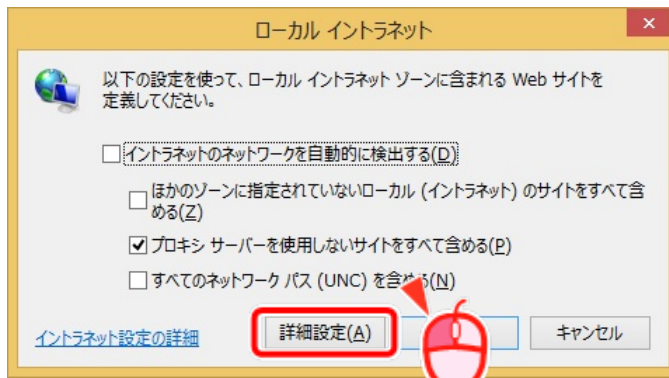 ローカル イントラネット
以下の設定を使って、ローカル イントラネット ゾーンに含まれる Web サイトを
定義してください。
イントラネットのネットワークを自動的に検出する(D)
ほかのゾーンに指定されていないローカル (イントラネット) のサイトをすべて含
める(Z)
プロキシ サーバーを使用しないサイトをすべて含める(P)
すべてのネットワーク パス (UNC) を含める(N)
イントラネット設定の詳細
詳細設定(A)
キャンセル